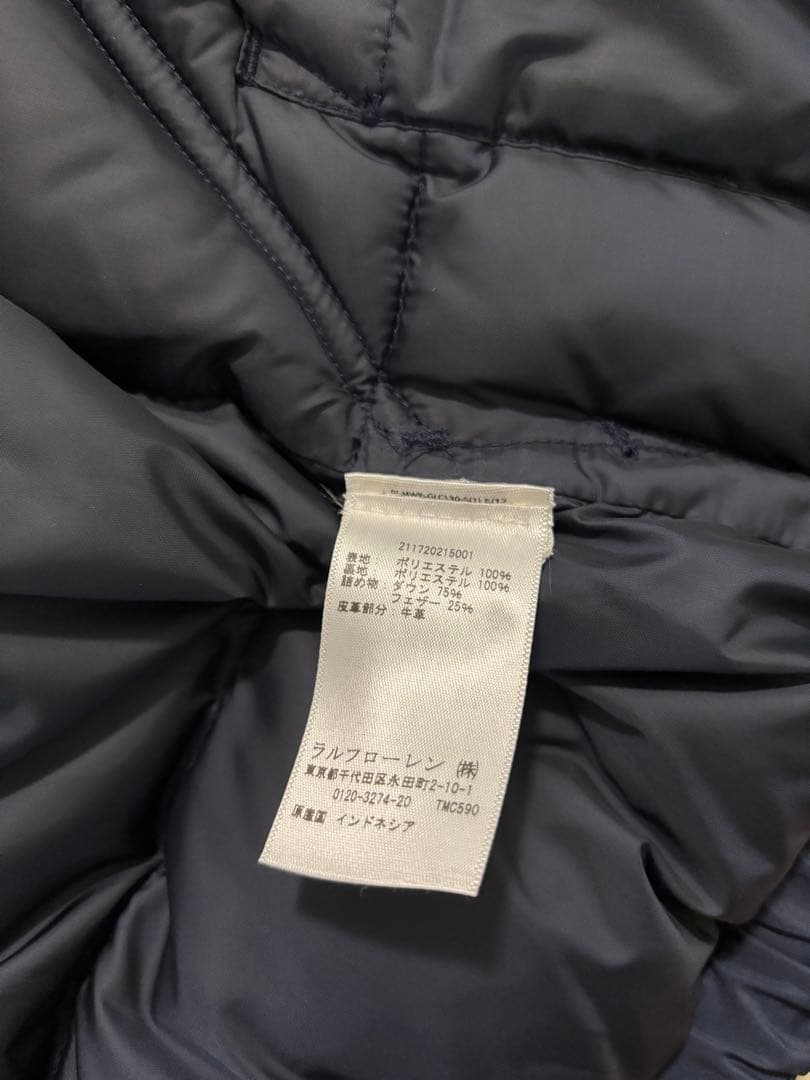 211720215001
表地 ポリエステル 100%
裏地 ポリエステル 100%
詰め物 ダウン 75%
フェザー 25%
皮革部分 牛革
ラルフローレン ㈱
東京都千代田区永田町2-10-1
0120-3274-20 TMC590
原産国 インドネシア